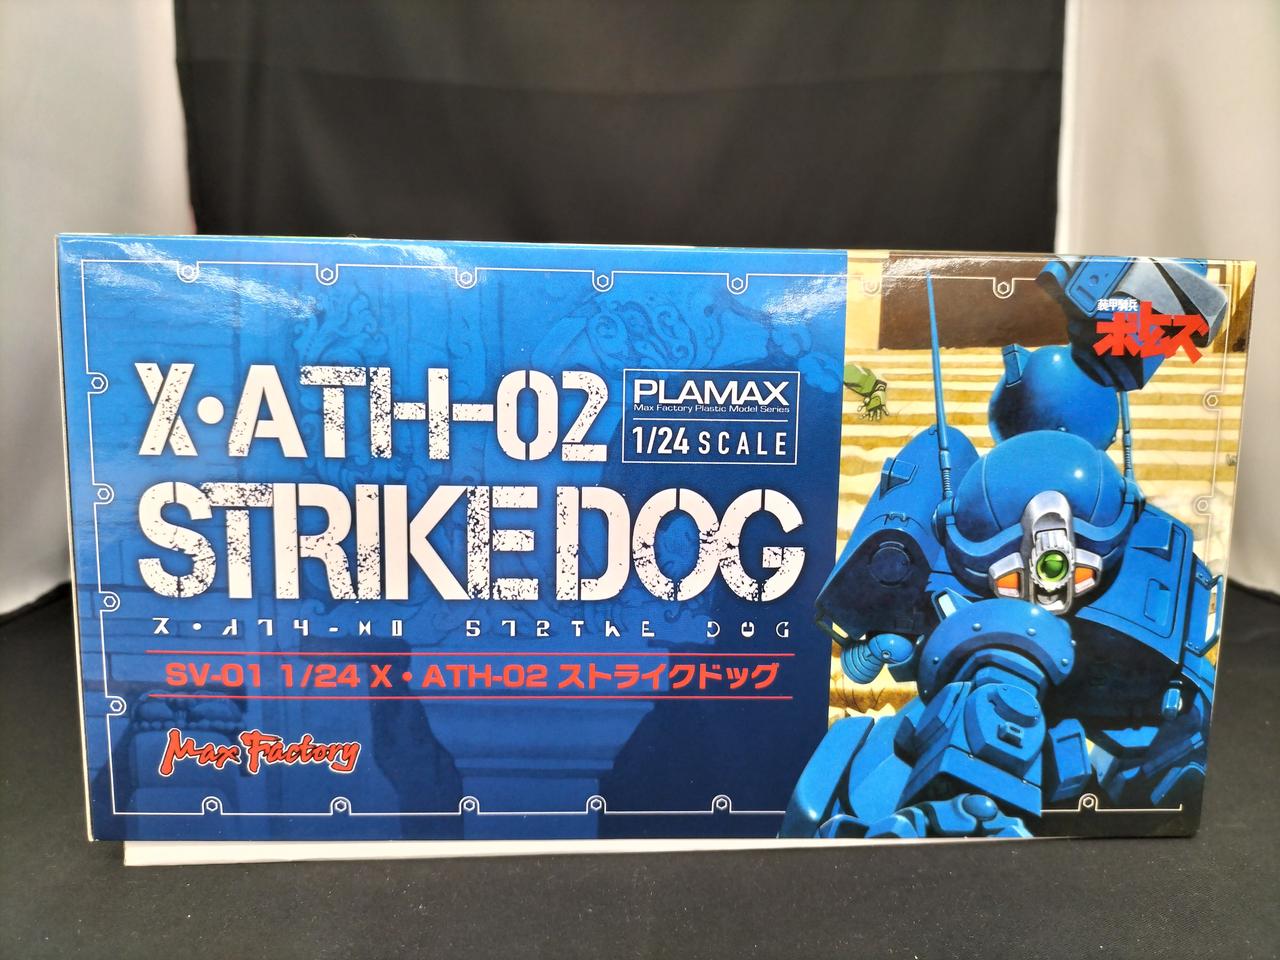 X・ATH-02
PLAMAX
Max Factory Plastic Model Series
1/24 SCALE
STRIKE DOG
SV-01 1/24 X・ATH-02 ストライクドッグ
Max Factory
装甲騎兵
ボトムズ